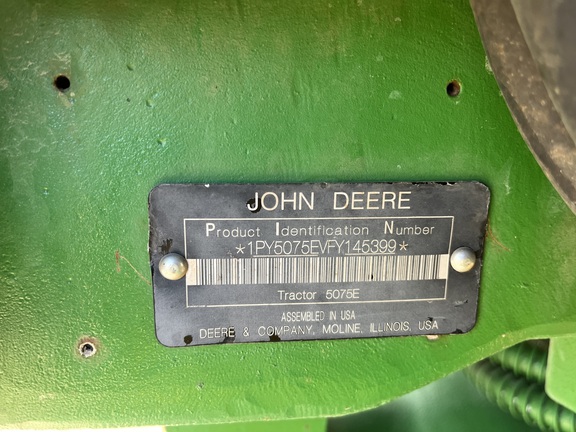 JOHN DEERE
Product Identification Number
*1PY5075EVFY145399*
Tractor 5075E
ASSEMBLED IN USA
DEERE & COMPANY, MOLINE, ILLINOIS, USA